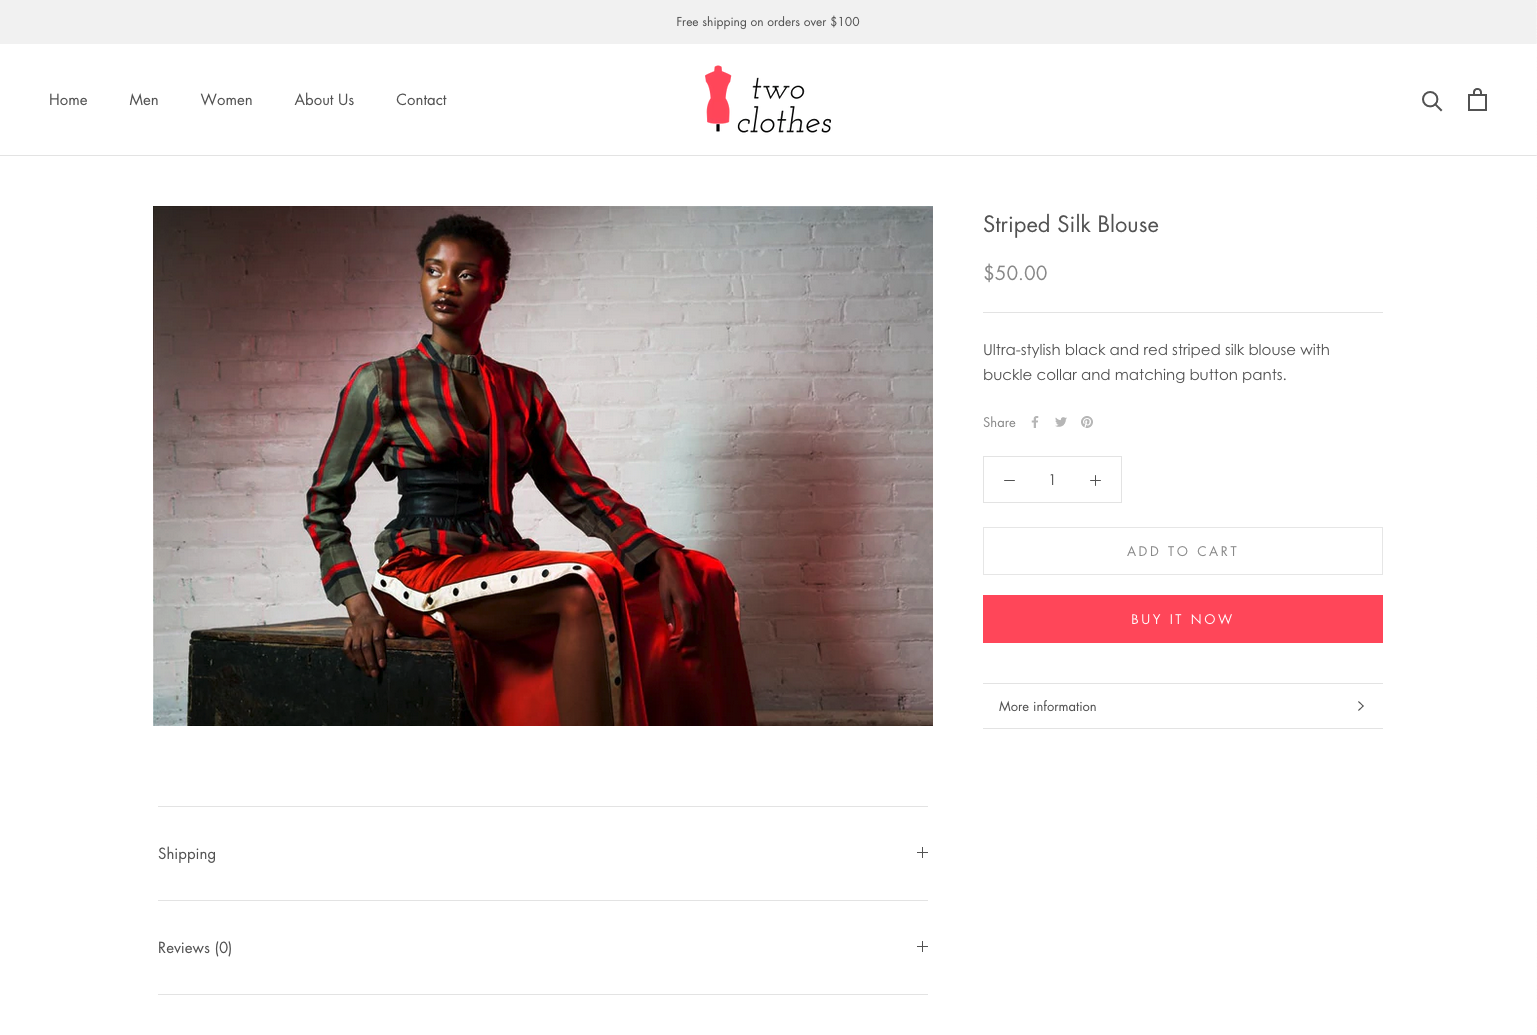 Free shipping on orders over $100
Home
Men
Women
About Us
Contact
two
clothes
Striped Silk Blouse
$50.00
Ultra-stylish black and red striped silk blouse with
buckle collar and matching button pants.
Share
1
ADD TO CART
BUY IT NOW
More information
Shipping
Reviews (0)